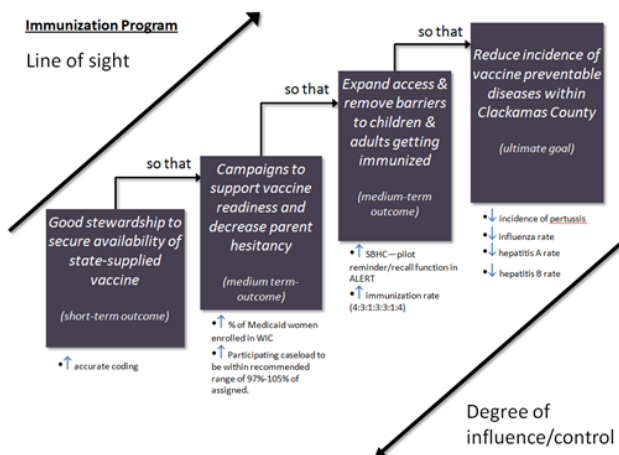 Immunization Program
Line of sight
so that
Good stewardship to
secure availability of
state-supplied
vaccine
(short-term outcome)
•↑ accurate coding
so that
Campaigns to
support vaccine
readiness and
decrease parent
hesitancy
(medium term-
outcome)
•↑ % of Medicaid women
enrolled in WIC
•↑ Participating caseload to
be within recommended
range of 97%-105% of
assigned.
so that
Expand access &
remove barriers
to children &
adults getting
immunized
(medium-term
outcome)
•↑ SBHC—pilot
reminder/recall function in
ALERT
•↑ immunization rate
(4:3:1:3:3:1:4)
so that
Reduce incidence of
vaccine preventable
diseases within
Clackamas County
(ultimate goal)
•↓ incidence of pertussis
•↓ influenza rate
•↓ hepatitis A rate
•↓ hepatitis B rate
Degree of
influence/control